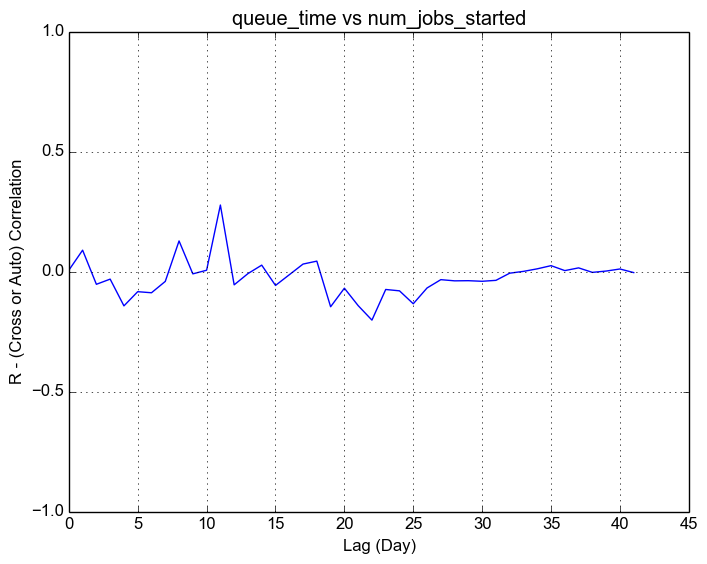 queue_time vs num_jobs_started
1.0
0.5
0.0
−0.5
−1.0
R - (Cross or Auto) Correlation
0 5 10 15 20 25 30 35 40 45
Lag (Day)